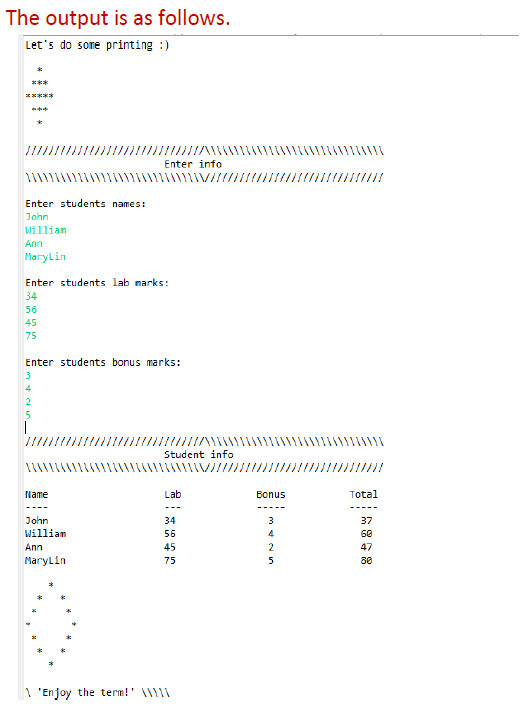 The output is as follows.
Let's do some printing :)
  *
 ***
*****
 ***
  *
///////////////////////////////\\\\\\\\\\\\\\\\\\\\\\\\\\\\\\\
                        Enter info
\\\\\\\\\\\\\\\\\\\\\\\\\\\\\\\///////////////////////////////
Enter students names:
John
William
Ann
MaryLin
Enter students lab marks:
34
56
45
75
Enter students bonus marks:
3
4
2
5
///////////////////////////////\\\\\\\\\\\\\\\\\\\\\\\\\\\\\\\
                        Student info
\\\\\\\\\\\\\\\\\\\\\\\\\\\\\\\///////////////////////////////
Name                    Lab             Bonus           Total
----                    ---             -----           -----
John                    34                3               37
William                 56                4               60
Ann                     45                2               47
MaryLin                 75                5               80
    *
  *   *
 *     *
*       *
 *     *
  *   *
    *
\ 'Enjoy the term!' \\\\\